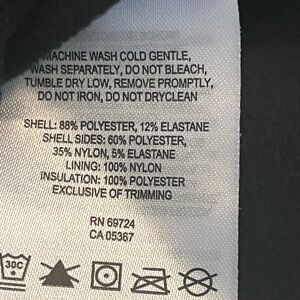 MACHINE WASH COLD GENTLE,
WASH SEPARATELY, DO NOT BLEACH,
TUMBLE DRY LOW, REMOVE PROMPTLY,
DO NOT IRON, DO NOT DRYCLEAN
SHELL: 88% POLYESTER, 12% ELASTANE
SHELL SIDES: 60% POLYESTER,
35% NYLON, 5% ELASTANE
LINING: 100% NYLON
INSULATION: 100% POLYESTER
EXCLUSIVE OF TRIMMING
RN 69724
CA 05367
30C